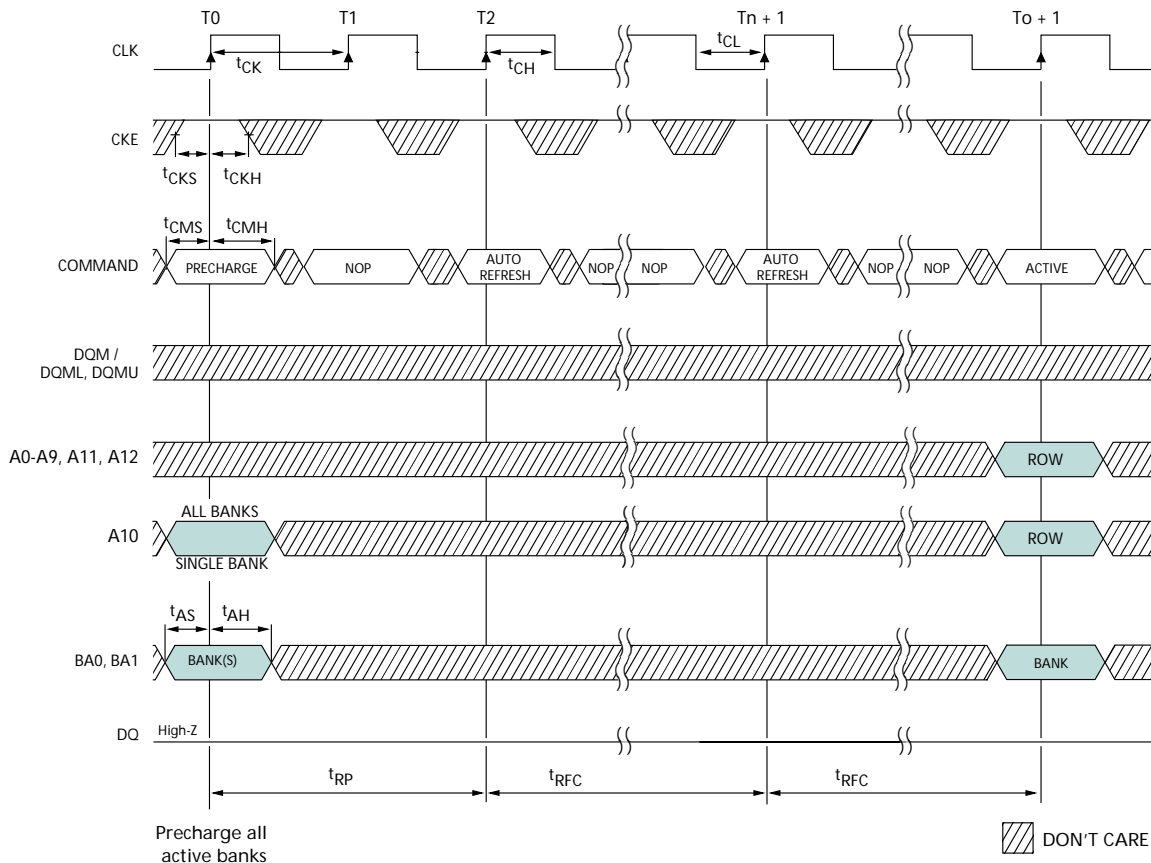 T0 T1 T2 Tn + 1 To + 1
CLK
tCK
tCH
tCL
CKE
tCKS tCKH
tCMS tCMH
COMMAND PRECHARGE NOP AUTO REFRESH NOP NOP AUTO REFRESH NOP NOP ACTIVE
DQM /
DQML, DQMU
A0-A9, A11, A12 ROW
ALL BANKS
A10 ROW
SINGLE BANK
tAS tAH
BA0, BA1 BANK(S) BANK
DQ High-Z
tRP tRFC tRFC
Precharge all
active banks
DON'T CARE